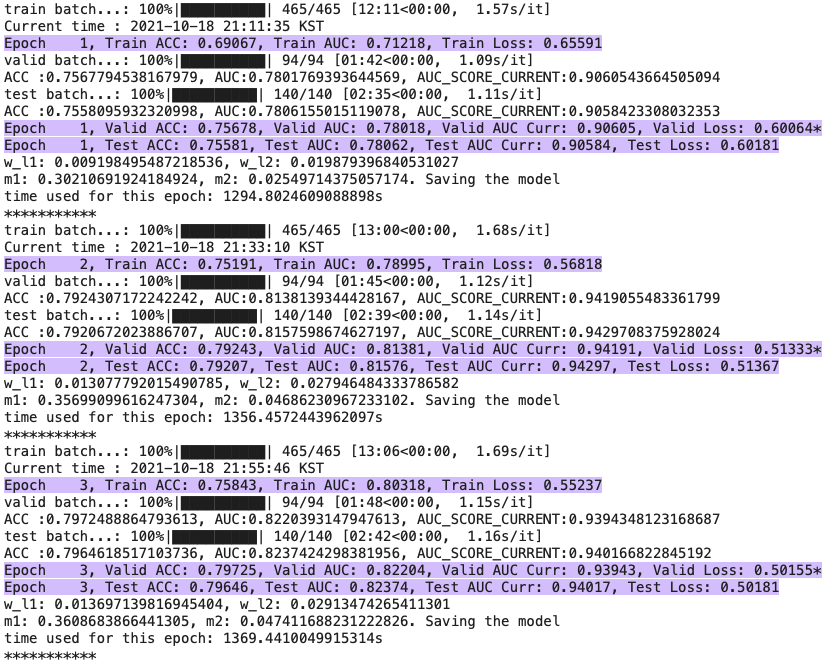 train batch...: 100%|██████████| 465/465 [12:11<00:00,  1.57s/it]
Current time : 2021-10-18 21:11:35 KST
Epoch    1, Train ACC: 0.69067, Train AUC: 0.71218, Train Loss: 0.65591
valid batch...: 100%|██████████| 94/94 [01:42<00:00,  1.09s/it]
ACC :0.7567794538167979, AUC:0.7801769393644569, AUC_SCORE_CURRENT:0.9060543664505094
test batch...: 100%|██████████| 140/140 [02:35<00:00,  1.11s/it]
ACC :0.7558095932320998, AUC:0.7806155015119078, AUC_SCORE_CURRENT:0.9058423308032353
Epoch    1, Valid ACC: 0.75678, Valid AUC: 0.78018, Valid AUC Curr: 0.90605, Valid Loss: 0.60064*
Epoch    1, Test ACC: 0.75581, Test AUC: 0.78062, Test AUC Curr: 0.90584, Test Loss: 0.60181
w_l1: 0.009198495487218536, w_l2: 0.019879396840531027
m1: 0.30210691924184924, m2: 0.02549714375057174. Saving the model
time used for this epoch: 1294.8024609088898s
***********
train batch...: 100%|██████████| 465/465 [13:00<00:00,  1.68s/it]
Current time : 2021-10-18 21:33:10 KST
Epoch    2, Train ACC: 0.75191, Train AUC: 0.78995, Train Loss: 0.56818
valid batch...: 100%|██████████| 94/94 [01:45<00:00,  1.12s/it]
ACC :0.7924307172242242, AUC:0.8138139344428167, AUC_SCORE_CURRENT:0.9419055483361799
test batch...: 100%|██████████| 140/140 [02:39<00:00,  1.14s/it]
ACC :0.7920672023886707, AUC:0.8157598674627197, AUC_SCORE_CURRENT:0.9429708375928024
Epoch    2, Valid ACC: 0.79243, Valid AUC: 0.81381, Valid AUC Curr: 0.94191, Valid Loss: 0.51333*
Epoch    2, Test ACC: 0.79207, Test AUC: 0.81576, Test AUC Curr: 0.94297, Test Loss: 0.51367
w_l1: 0.013077792015490785, w_l2: 0.027946484333786582
m1: 0.35699099616247304, m2: 0.04686230967233102. Saving the model
time used for this epoch: 1356.4572443962097s
***********
train batch...: 100%|██████████| 465/465 [13:06<00:00,  1.69s/it]
Current time : 2021-10-18 21:55:46 KST
Epoch    3, Train ACC: 0.75843, Train AUC: 0.80318, Train Loss: 0.55237
valid batch...: 100%|██████████| 94/94 [01:48<00:00,  1.15s/it]
ACC :0.7972488864793613, AUC:0.8220393147947613, AUC_SCORE_CURRENT:0.9394348123168687
test batch...: 100%|██████████| 140/140 [02:42<00:00,  1.16s/it]
ACC :0.7964618517103736, AUC:0.8237424298381956, AUC_SCORE_CURRENT:0.940166822845192
Epoch    3, Valid ACC: 0.79725, Valid AUC: 0.82204, Valid AUC Curr: 0.93943, Valid Loss: 0.50155*
Epoch    3, Test ACC: 0.79646, Test AUC: 0.82374, Test AUC Curr: 0.94017, Test Loss: 0.50181
w_l1: 0.013697139816945404, w_l2: 0.02913474265411301
m1: 0.3608683866441305, m2: 0.047411688231222826. Saving the model
time used for this epoch: 1369.4410049915314s
***********